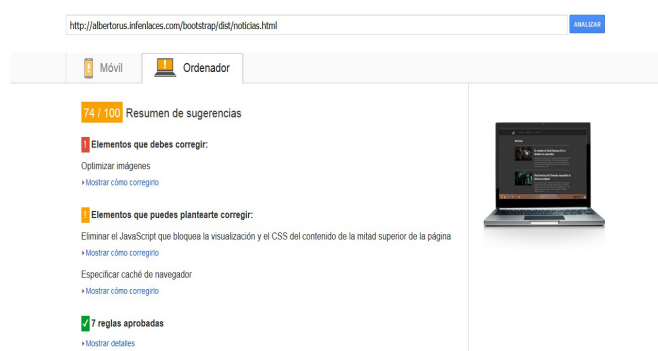 http://albertorus.infenlaces.com/bootstrap/dist/noticias.html
ANALIZAR
Móvil
Ordenador
74 / 100 Resumen de sugerencias
! Elementos que debes corregir:
Optimizar imágenes
Mostrar cómo corregirlo
! Elementos que puedes plantearte corregir:
Eliminar el JavaScript que bloquea la visualización y el CSS del contenido de la mitad superior de la página
Mostrar cómo corregirlo
Especificar caché de navegador
Mostrar cómo corregirlo
7 reglas aprobadas
Mostrar detalles